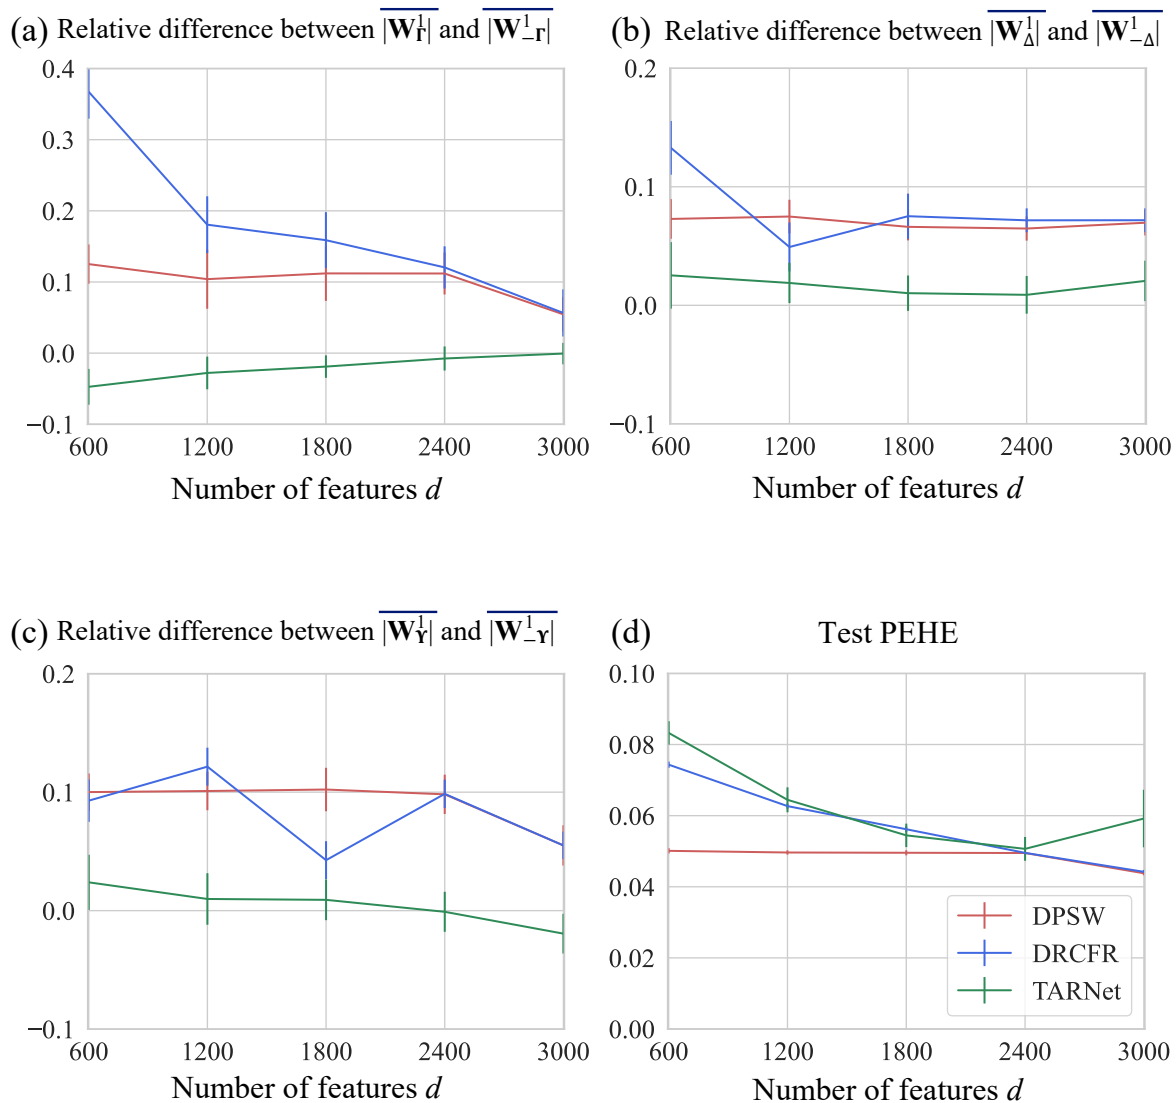 (a) Relative difference between |W¹_Γ| and |W¹_−Γ|
0.4
0.3
0.2
0.1
0.0
−0.1
600 1200 1800 2400 3000
Number of features d
(b) Relative difference between |W¹_Δ| and |W¹_−Δ|
0.2
0.1
0.0
−0.1
600 1200 1800 2400 3000
Number of features d
(c) Relative difference between |W¹_Υ| and |W¹_−Υ|
0.2
0.1
0.0
−0.1
600 1200 1800 2400 3000
Number of features d
(d) Test PEHE
0.10
0.08
0.06
0.04
0.02
0.00
DPSW
DRCFR
TARNet
600 1200 1800 2400 3000
Number of features d